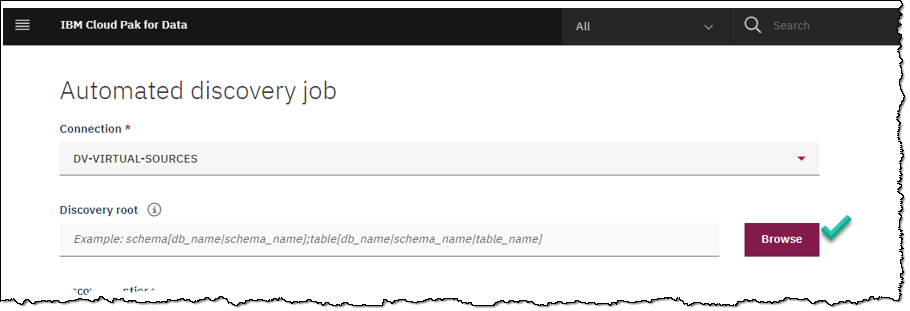 IBM Cloud Pak for Data All Search
Automated discovery job
Connection *
DV-VIRTUAL-SOURCES
Discovery root
Example: schema[db_name|schema_name];table[db_name|schema_name|table_name]
Browse